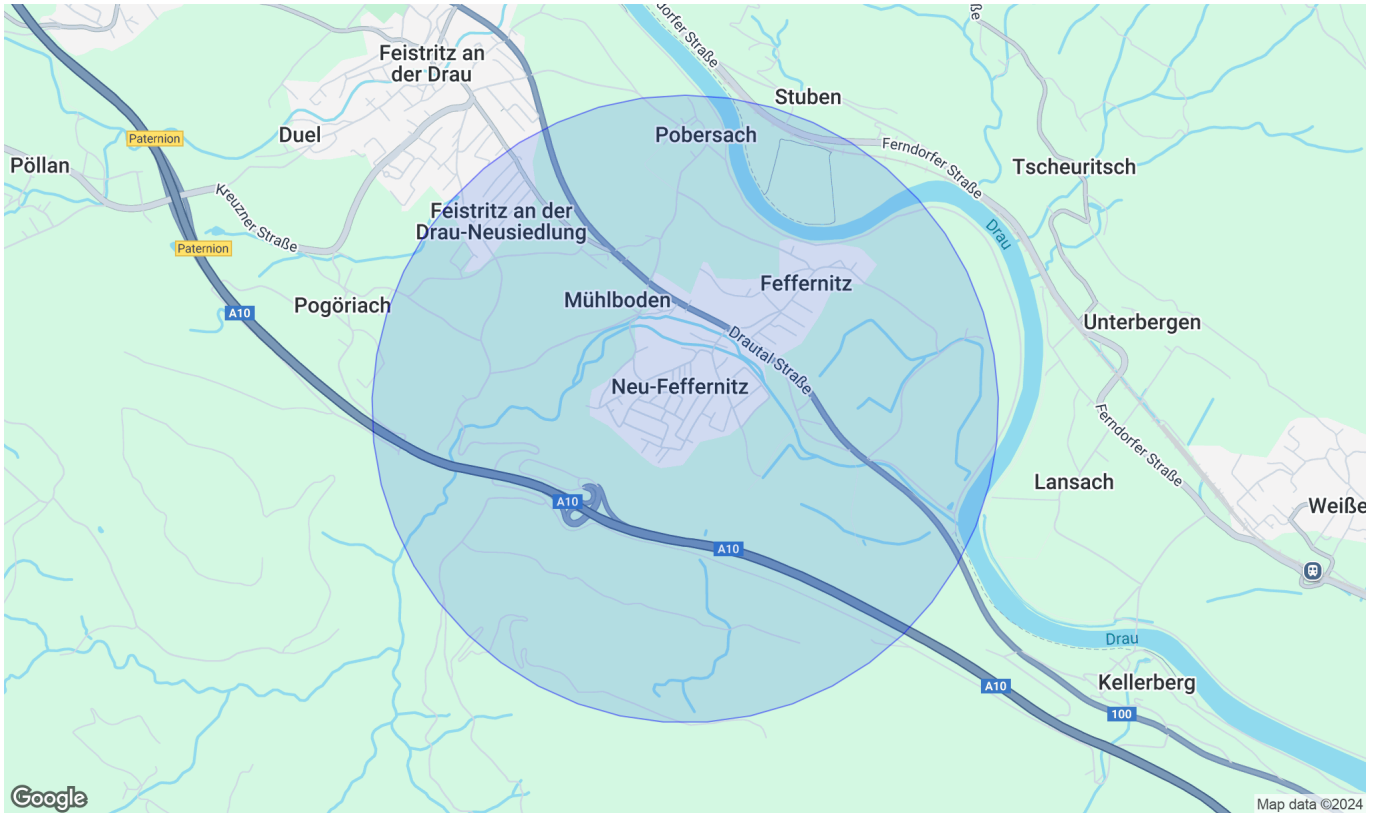 dorfer Straße
Feistritz an
der Drau
Stuben
Duel
Pobersach
Paternion
Ferndorfer Straße
Pöllan
Tscheuritsch
Kreuzner Straße
Feistritz an der
Drau-Neusiedlung
Drau
Paternion
Feffernitz
Mühlboden
Pogöriach
A10
Unterbergen
Drautal Straße
Neu-Feffernitz
Ferndorfer Straße
Lansach
A10
Weiße
A10
Drau
Kellerberg
A10
100
Google
Map data ©2024